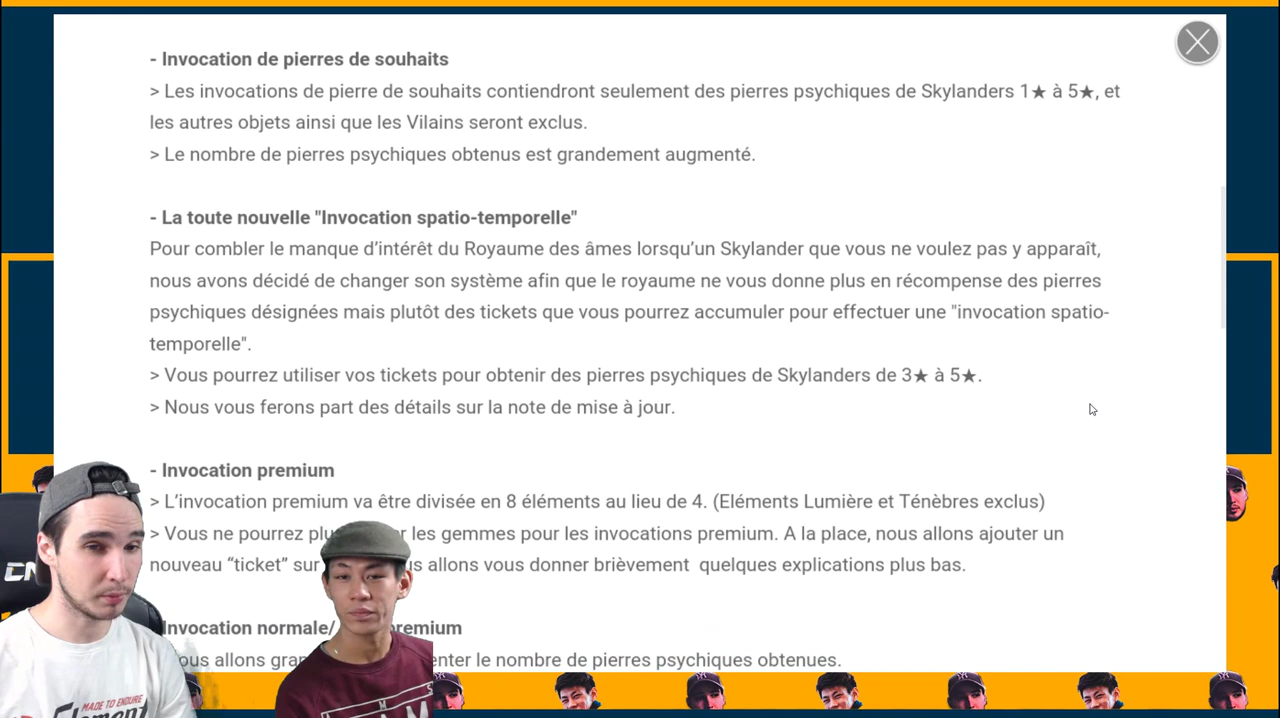 - Invocation de pierres de souhaits
> Les invocations de pierre de souhaits contiendront seulement des pierres psychiques de Skylanders 1★ à 5★, et
les autres objets ainsi que les Vilains seront exclus.
> Le nombre de pierres psychiques obtenus est grandement augmenté.
- La toute nouvelle "Invocation spatio-temporelle"
Pour combler le manque d’intérêt du Royaume des âmes lorsqu’un Skylander que vous ne voulez pas y apparaît,
nous avons décidé de changer son système afin que le royaume ne vous donne plus en récompense des pierres
psychiques désignées mais plutôt des tickets que vous pourrez accumuler pour effectuer une "invocation spatio-
temporelle".
> Vous pourrez utiliser vos tickets pour obtenir des pierres psychiques de Skylanders de 3★ à 5★.
> Nous vous ferons part des détails sur la note de mise à jour.
- Invocation premium
> L’invocation premium va être divisée en 8 éléments au lieu de 4. (Eléments Lumière et Ténèbres exclus)
> Vous ne pourrez les gemmes pour les invocations premium. A la place, nous allons ajouter un
nouveau “ticket” sur allons vous donner brièvement quelques explications plus bas.
Invocation normale/ premium
allons le nombre de pierres psychiques obtenues.
MADE TO ENDURE
Element